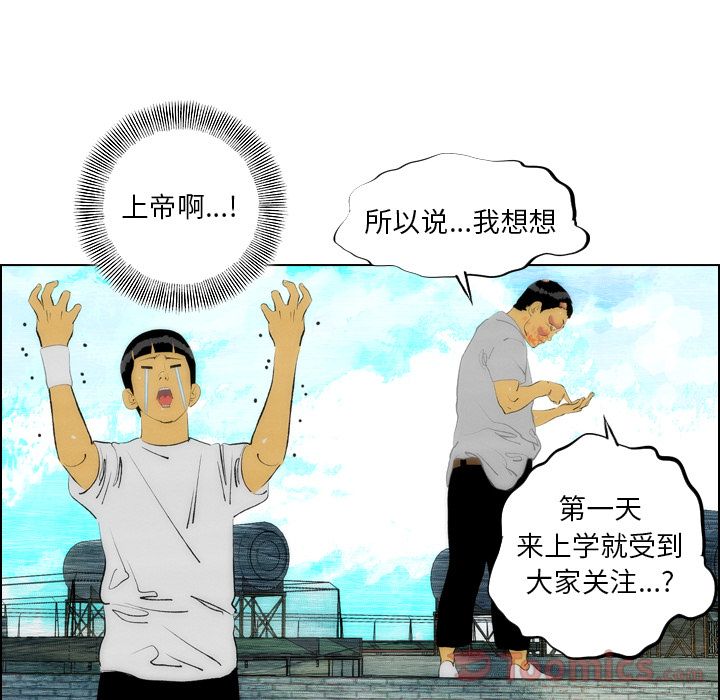 上帝啊...!
所以说...我想想
第一天
来上学就受到
大家关注...?
Toomics.com